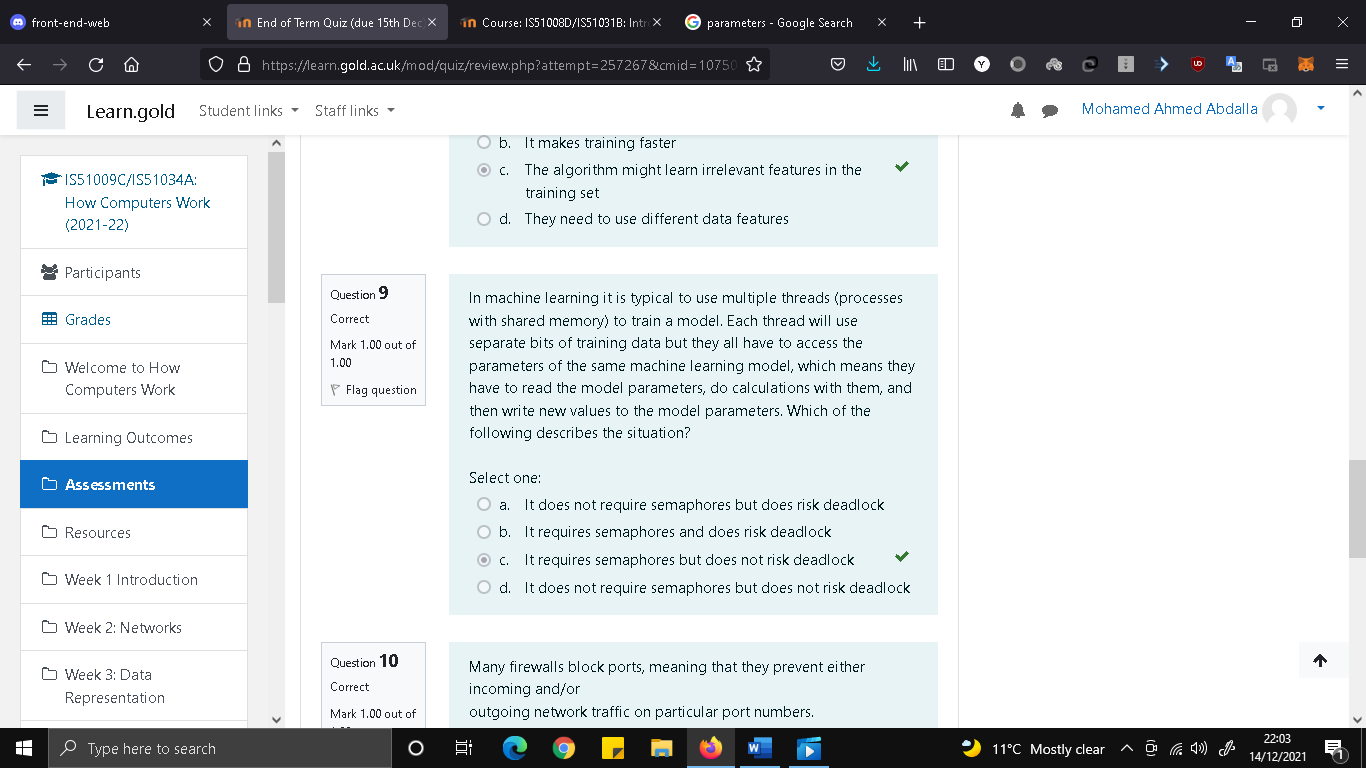 front-end-web
End of Term Quiz (due 15th Dec
Course: IS51008D/IS51031B: Intr
parameters - Google Search
https://learn.gold.ac.uk/mod/quiz/review.php?attempt=257267&cmid=10750
Learn.gold
Student links
Staff links
Mohamed Ahmed Abdalla
IS51009C/IS51034A:
How Computers Work
(2021-22)
Participants
Grades
Welcome to How
Computers Work
Learning Outcomes
Assessments
Resources
Week 1 Introduction
Week 2: Networks
Week 3: Data
Representation
b. It makes training faster
c. The algorithm might learn irrelevant features in the
training set
d. They need to use different data features
Question 9
Correct
Mark 1.00 out of
1.00
Flag question
In machine learning it is typical to use multiple threads (processes
with shared memory) to train a model. Each thread will use
separate bits of training data but they all have to access the
parameters of the same machine learning model, which means they
have to read the model parameters, do calculations with them, and
then write new values to the model parameters. Which of the
following describes the situation?
Select one:
a. It does not require semaphores but does risk deadlock
b. It requires semaphores and does risk deadlock
c. It requires semaphores but does not risk deadlock
d. It does not require semaphores but does not risk deadlock
Question 10
Correct
Mark 1.00 out of
Many firewalls block ports, meaning that they prevent either
incoming and/or
outgoing network traffic on particular port numbers.
Type here to search
11°C Mostly clear
22:03
14/12/2021
1